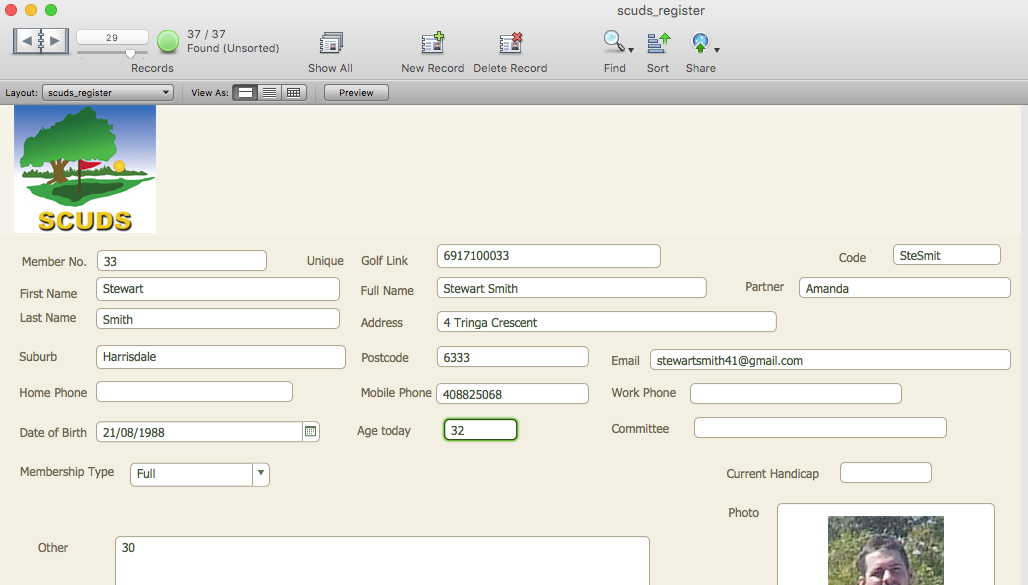 scuds_register
29
37 / 37
Found (Unsorted)
Records
Show All
New Record
Delete Record
Find
Sort
Share
Layout:
scuds_register
View As:
Preview
SCUDS
Member No.
33
Unique
Golf Link
6917100033
Code
SteSmit
First Name
Stewart
Full Name
Stewart Smith
Partner
Amanda
Last Name
Smith
Address
4 Tringa Crescent
Suburb
Harrisdale
Postcode
6333
Email
stewartsmith41@gmail.com
Home Phone
Mobile Phone
408825068
Work Phone
Date of Birth
21/08/1988
Age today
32
Committee
Membership Type
Full
Current Handicap
Photo
Other
30